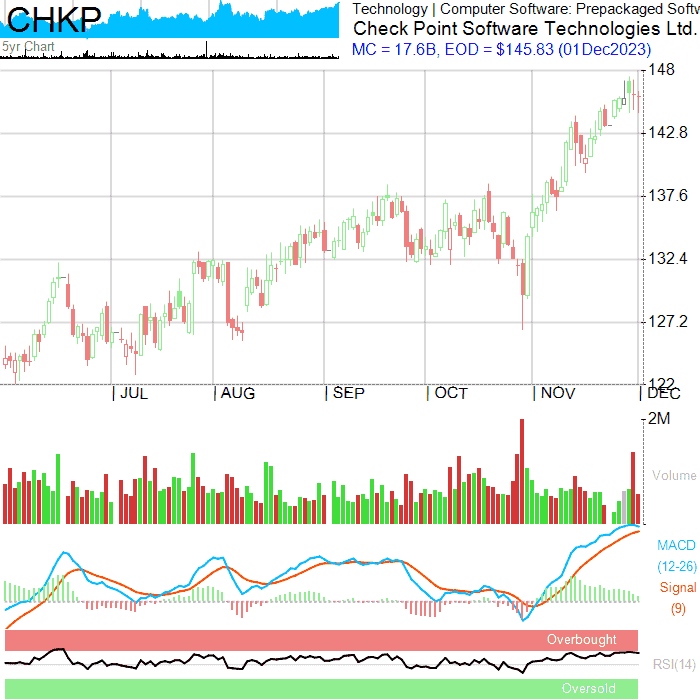 CHKP
5yr Chart
Technology | Computer Software: Prepackaged Softw
Check Point Software Technologies Ltd.
MC = 17.6B, EOD = $145.83 (01Dec2023)
148
142.8
137.6
132.4
127.2
122
JUL AUG SEP OCT NOV DEC
2M
Volume
MACD
(12-26)
Signal
(9)
Overbought
RSI(14)
Oversold